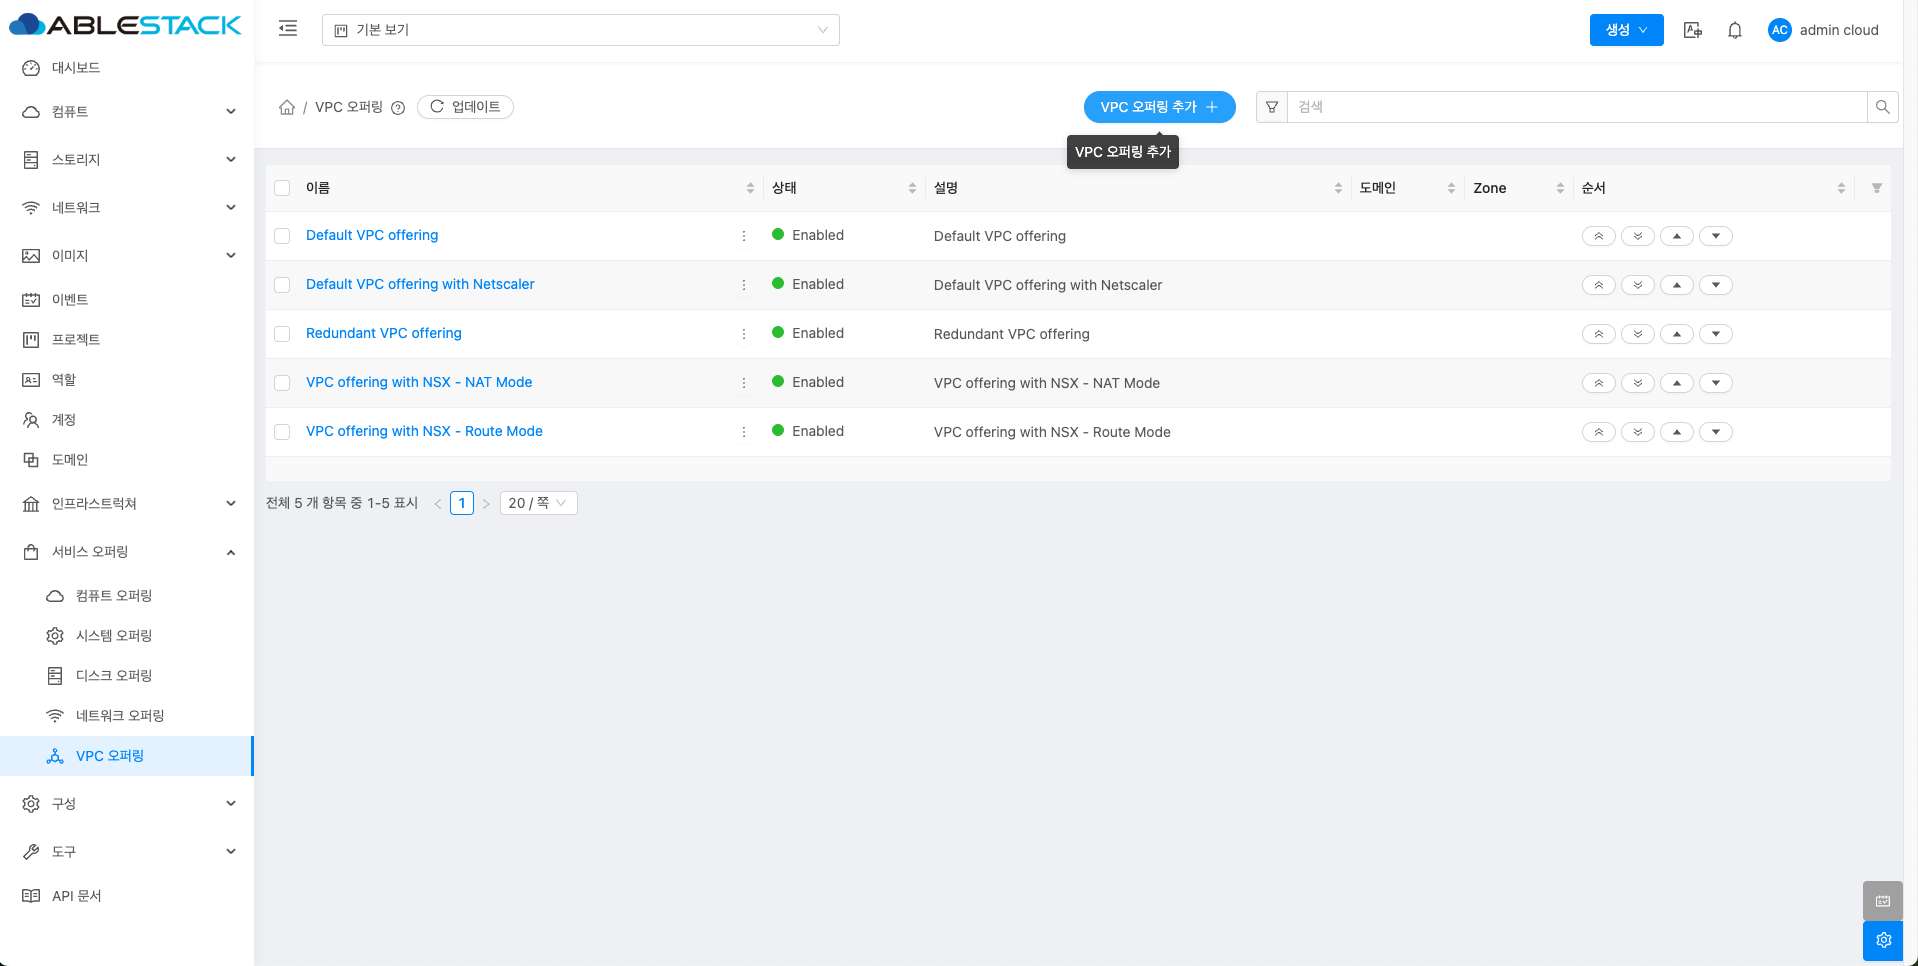 ABLESTACK
기본 보기
생성
AC
admin cloud
대시보드
컴퓨트
스토리지
네트워크
이미지
이벤트
프로젝트
역할
계정
도메인
인프라스트럭쳐
서비스 오퍼링
컴퓨트 오퍼링
시스템 오퍼링
디스크 오퍼링
네트워크 오퍼링
VPC 오퍼링
구성
도구
API 문서
/ VPC 오퍼링
업데이트
VPC 오퍼링 추가
검색
VPC 오퍼링 추가
이름 상태 설명 도메인 Zone 순서
Default VPC offering Enabled Default VPC offering
Default VPC offering with Netscaler Enabled Default VPC offering with Netscaler
Redundant VPC offering Enabled Redundant VPC offering
VPC offering with NSX - NAT Mode Enabled VPC offering with NSX - NAT Mode
VPC offering with NSX - Route Mode Enabled VPC offering with NSX - Route Mode
전체 5 개 항목 중 1-5 표시 < 1 > 20 / 쪽